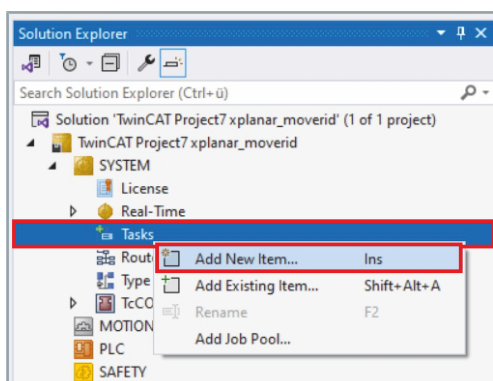 Solution Explorer
Search Solution Explorer (Ctrl+ü)
Solution 'TwinCAT Project7 xplanar_moverid' (1 of 1 project)
TwinCAT Project7 xplanar_moverid
SYSTEM
License
Real-Time
Tasks
Add New Item... Ins
Add Existing Item... Shift+Alt+A
Type
Rename F2
Add Job Pool...
MOTION
PLC
SAFETY